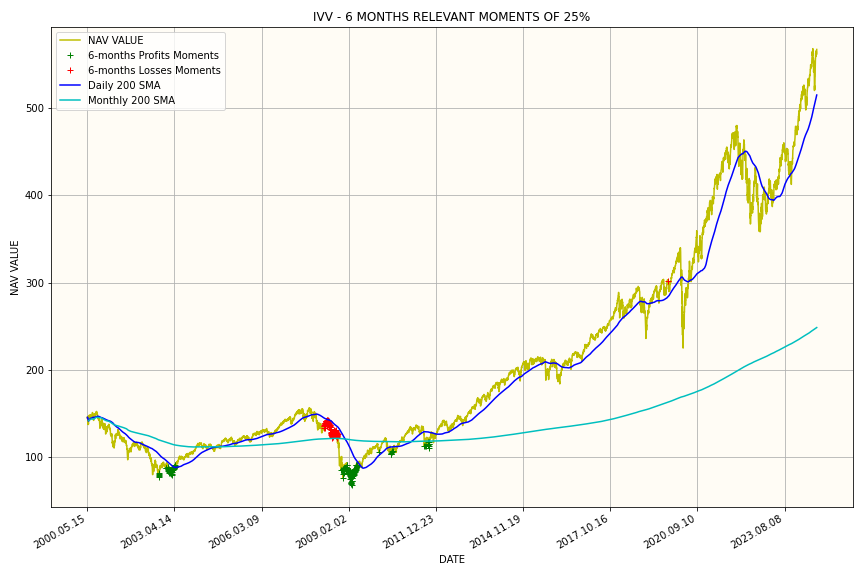 IVV - 6 MONTHS RELEVANT MOMENTS OF 25%
NAV VALUE
6-months Profits Moments
6-months Losses Moments
Daily 200 SMA
Monthly 200 SMA
500
400
300
200
100
NAV VALUE
2000.05.15
2003.04.14
2006.03.09
2009.02.02
2011.12.23
2014.11.19
2017.10.16
2020.09.10
2023.08.08
DATE